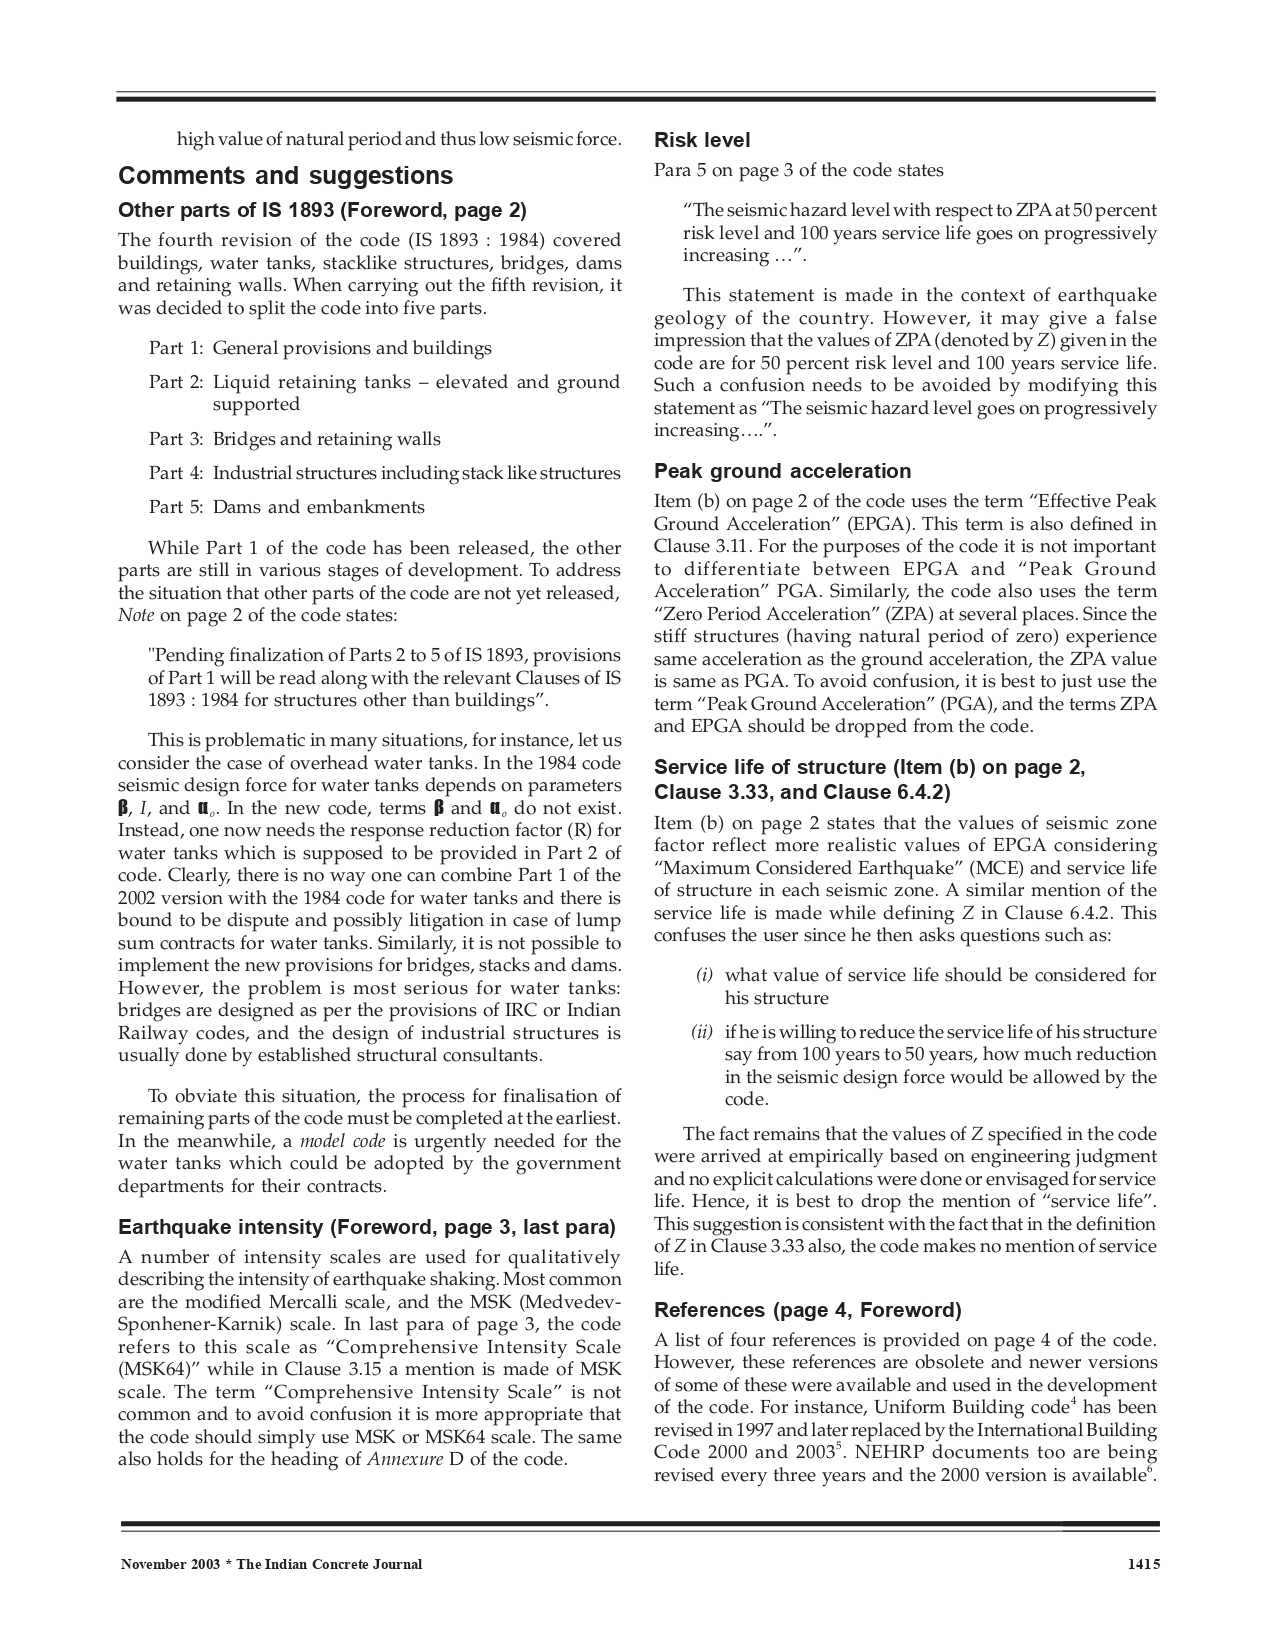 high value of natural period and thus low seismic force.
Comments and suggestions
Other parts of IS 1893 (Foreword, page 2)
The fourth revision of the code (IS 1893 : 1984) covered
buildings, water tanks, stacklike structures, bridges, dams
and retaining walls. When carrying out the fifth revision, it
was decided to split the code into five parts.
Part 1: General provisions and buildings
Part 2: Liquid retaining tanks – elevated and ground
supported
Part 3: Bridges and retaining walls
Part 4: Industrial structures including stack like structures
Part 5: Dams and embankments
While Part 1 of the code has been released, the other
parts are still in various stages of development. To address
the situation that other parts of the code are not yet released,
Note on page 2 of the code states:
"Pending finalization of Parts 2 to 5 of IS 1893, provisions
of Part 1 will be read along with the relevant Clauses of IS
1893 : 1984 for structures other than buildings”.
This is problematic in many situations, for instance, let us
consider the case of overhead water tanks. In the 1984 code
seismic design force for water tanks depends on parameters
β, I, and αo. In the new code, terms β and αo do not exist.
Instead, one now needs the response reduction factor (R) for
water tanks which is supposed to be provided in Part 2 of
code. Clearly, there is no way one can combine Part 1 of the
2002 version with the 1984 code for water tanks and there is
bound to be dispute and possibly litigation in case of lump
sum contracts for water tanks. Similarly, it is not possible to
implement the new provisions for bridges, stacks and dams.
However, the problem is most serious for water tanks:
bridges are designed as per the provisions of IRC or Indian
Railway codes, and the design of industrial structures is
usually done by established structural consultants.
To obviate this situation, the process for finalisation of
remaining parts of the code must be completed at the earliest.
In the meanwhile, a model code is urgently needed for the
water tanks which could be adopted by the government
departments for their contracts.
Earthquake intensity (Foreword, page 3, last para)
A number of intensity scales are used for qualitatively
describing the intensity of earthquake shaking. Most common
are the modified Mercalli scale, and the MSK (Medvedev-
Sponhener-Karnik) scale. In last para of page 3, the code
refers to this scale as “Comprehensive Intensity Scale
(MSK64)” while in Clause 3.15 a mention is made of MSK
scale. The term “Comprehensive Intensity Scale” is not
common and to avoid confusion it is more appropriate that
the code should simply use MSK or MSK64 scale. The same
also holds for the heading of Annexure D of the code.
Risk level
Para 5 on page 3 of the code states
“The seismic hazard level with respect to ZPA at 50 percent
risk level and 100 years service life goes on progressively
increasing …”.
This statement is made in the context of earthquake
geology of the country. However, it may give a false
impression that the values of ZPA (denoted by Z) given in the
code are for 50 percent risk level and 100 years service life.
Such a confusion needs to be avoided by modifying this
statement as “The seismic hazard level goes on progressively
increasing….”.
Peak ground acceleration
Item (b) on page 2 of the code uses the term “Effective Peak
Ground Acceleration” (EPGA). This term is also defined in
Clause 3.11. For the purposes of the code it is not important
to differentiate between EPGA and “Peak Ground
Acceleration” PGA. Similarly, the code also uses the term
“Zero Period Acceleration” (ZPA) at several places. Since the
stiff structures (having natural period of zero) experience
same acceleration as the ground acceleration, the ZPA value
is same as PGA. To avoid confusion, it is best to just use the
term “Peak Ground Acceleration” (PGA), and the terms ZPA
and EPGA should be dropped from the code.
Service life of structure (Item (b) on page 2,
Clause 3.33, and Clause 6.4.2)
Item (b) on page 2 states that the values of seismic zone
factor reflect more realistic values of EPGA considering
“Maximum Considered Earthquake” (MCE) and service life
of structure in each seismic zone. A similar mention of the
service life is made while defining Z in Clause 6.4.2. This
confuses the user since he then asks questions such as:
(i) what value of service life should be considered for
his structure
(ii) if he is willing to reduce the service life of his structure
say from 100 years to 50 years, how much reduction
in the seismic design force would be allowed by the
code.
The fact remains that the values of Z specified in the code
were arrived at empirically based on engineering judgment
and no explicit calculations were done or envisaged for service
life. Hence, it is best to drop the mention of “service life”.
This suggestion is consistent with the fact that in the definition
of Z in Clause 3.33 also, the code makes no mention of service
life.
References (page 4, Foreword)
A list of four references is provided on page 4 of the code.
However, these references are obsolete and newer versions
of some of these were available and used in the development
of the code. For instance, Uniform Building code4 has been
revised in 1997 and later replaced by the International Building
Code 2000 and 20035. NEHRP documents too are being
revised every three years and the 2000 version is available6.
November 2003 * The Indian Concrete Journal
1415